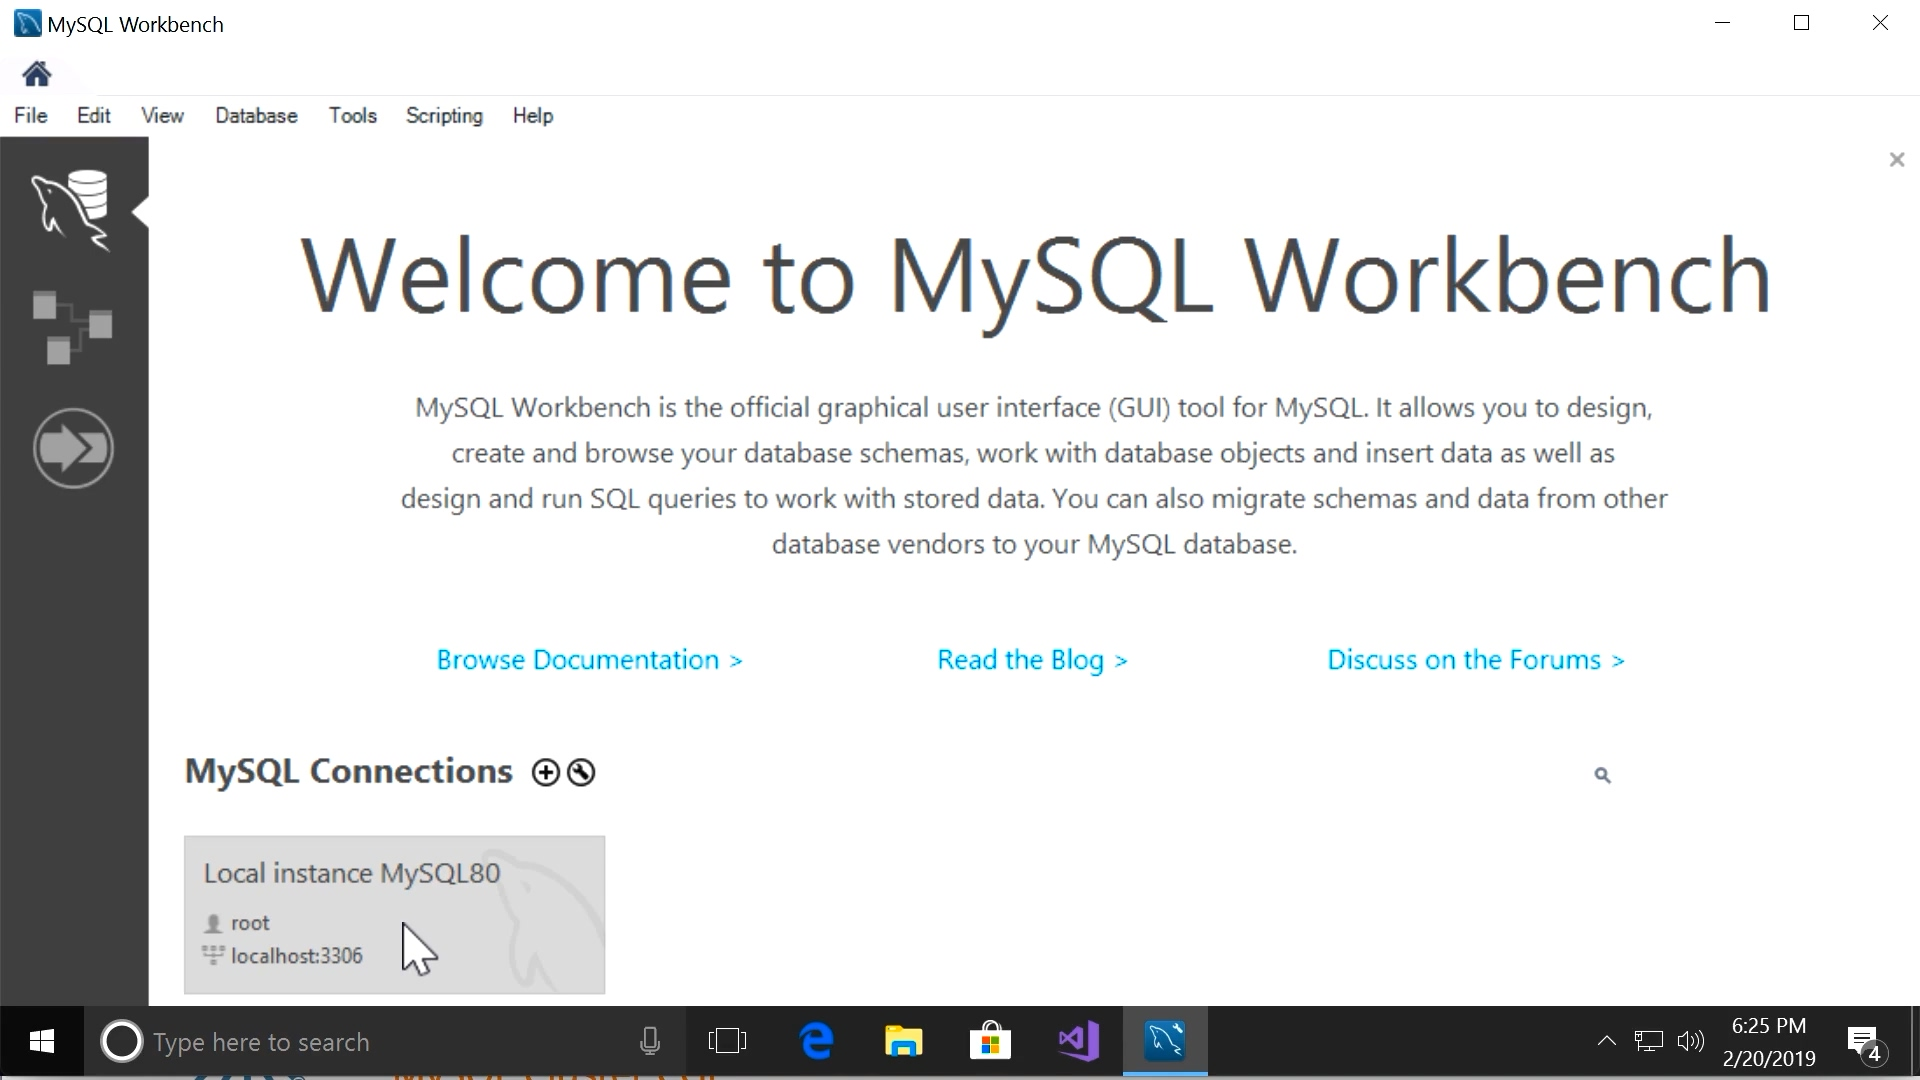 MySQL Workbench
File Edit View Database Tools Scripting Help
Welcome to MySQL Workbench
MySQL Workbench is the official graphical user interface (GUI) tool for MySQL. It allows you to design,
create and browse your database schemas, work with database objects and insert data as well as
design and run SQL queries to work with stored data. You can also migrate schemas and data from other
database vendors to your MySQL database.
Browse Documentation > Read the Blog > Discuss on the Forums >
MySQL Connections
Local instance MySQL80
root
localhost:3306
Type here to search
6:25 PM
2/20/2019
4